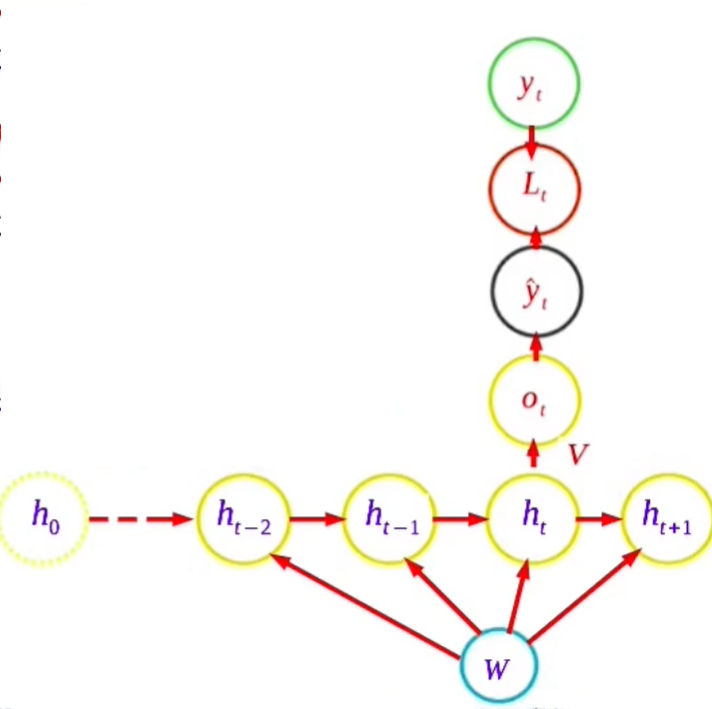 y_t
L_t
ŷ_t
o_t
V
h_0 h_{t-2} h_{t-1} h_t h_{t+1}
W